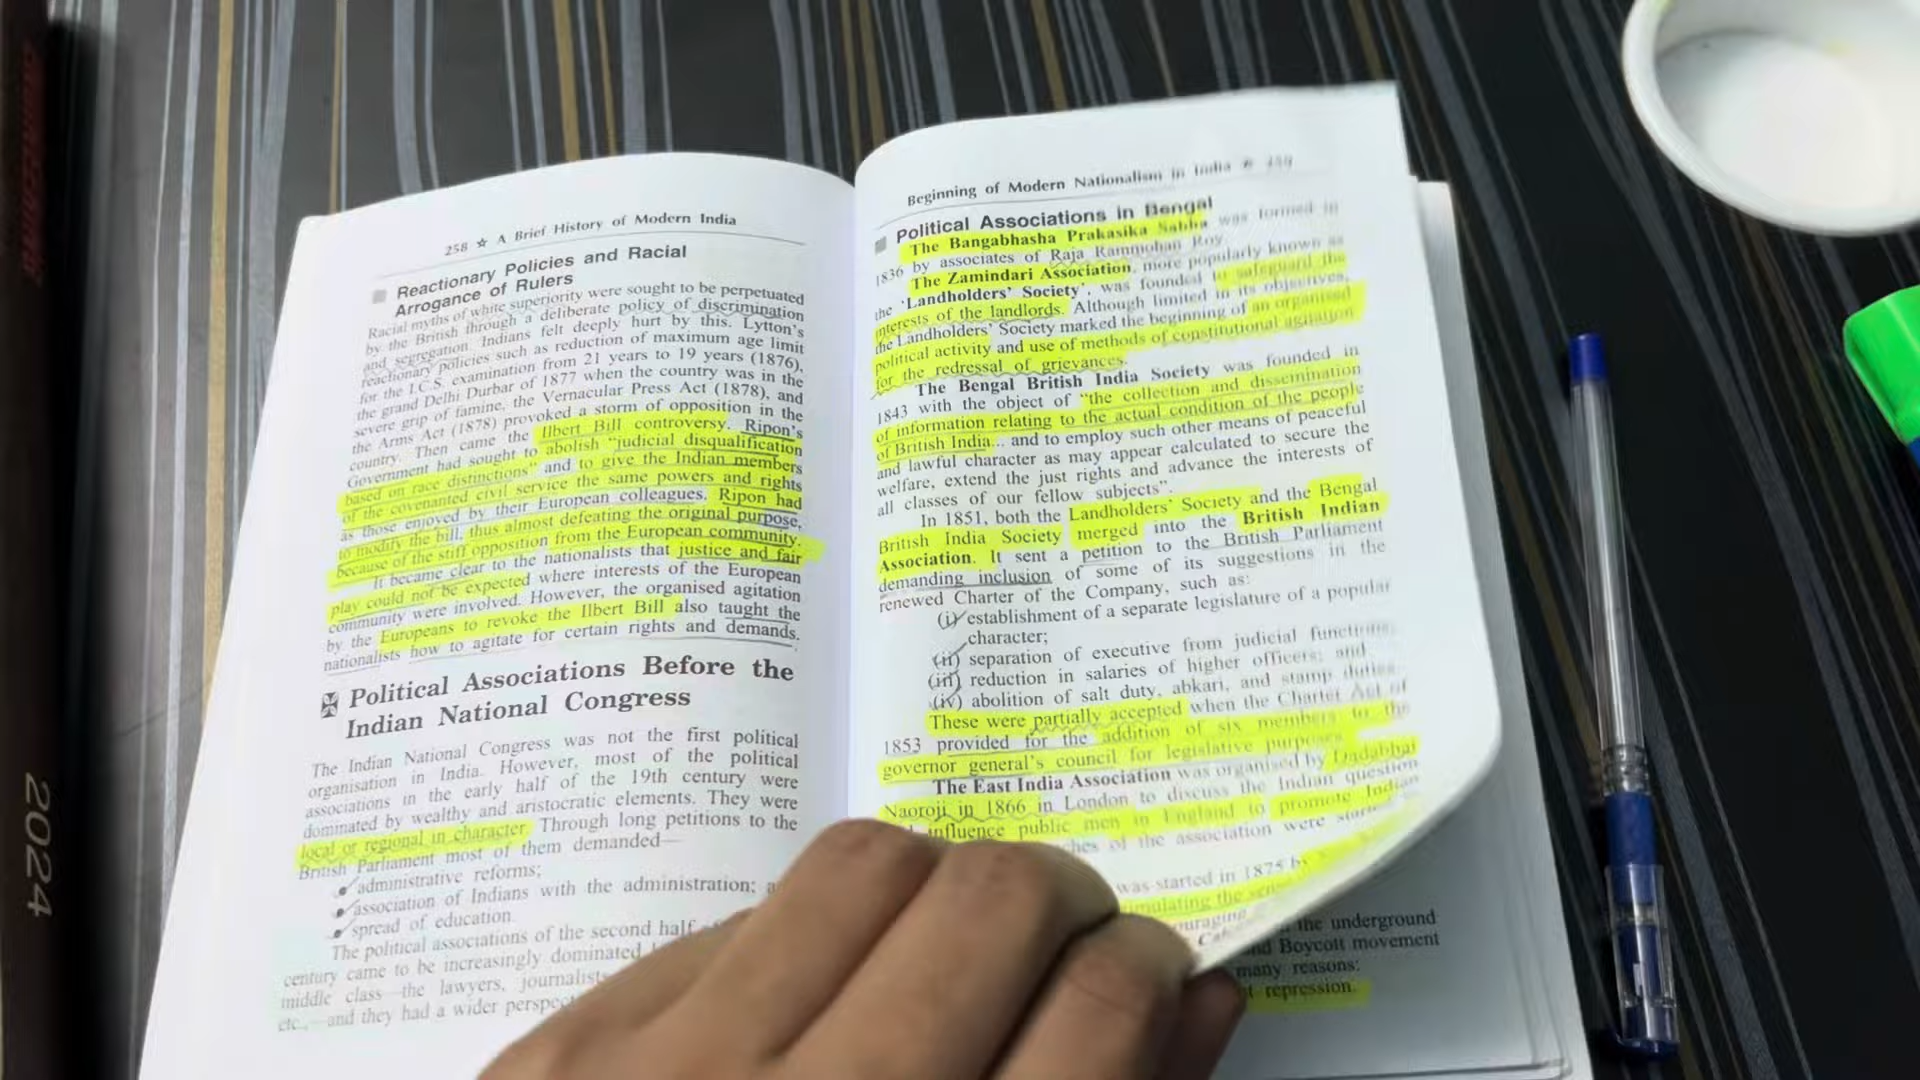 258 ☆ A Brief History of Modern India
Reactionary Policies and Racial
Arrogance of Rulers
Racial myths of white superiority were sought to be perpetuated
by the British through a deliberate policy of discrimination
and segregation. Indians felt deeply hurt by this. Lytton's
reactionary policies such as reduction of maximum age limit
for the I.C.S. examination from 21 years to 19 years (1876),
the grand Delhi Durbar of 1877 when the country was in the
severe grip of famine, the Vernacular Press Act (1878), and
the Arms Act (1878) provoked a storm of opposition in the
country. Then came the Ilbert Bill controversy. Ripon's
Government had sought to abolish "judicial disqualification
based on race distinctions" and to give the Indian members
of the covenanted civil service the same powers and rights
as those enjoyed by their European colleagues. Ripon had
to modify the bill, thus almost defeating the original purpose,
because of the stiff opposition from the European community.
It became clear to the nationalists that justice and fair
play could not be expected where interests of the European
community were involved. However, the organised agitation
by the Europeans to revoke the Ilbert Bill also taught the
nationalists how to agitate for certain rights and demands.
Political Associations Before the
Indian National Congress
The Indian National Congress was not the first political
organisation in India. However, most of the political
associations in the early half of the 19th century were
dominated by wealthy and aristocratic elements. They were
local or regional in character. Through long petitions to the
British Parliament most of them demanded—
administrative reforms;
association of Indians with the administration;
spread of education.
The political associations of the second half
century came to be increasingly dominated
middle class—the lawyers, journalists
etc.,—and they had a wider
Beginning of Modern Nationalism in India ☆ 259
Political Associations in Bengal
The Bangabhasha Prakasika Sabha was formed in
1836 by associates of Raja Rammohan Roy.
The Zamindari Association, more popularly known as
the 'Landholders' Society', was founded to safeguard the
interests of the landlords. Although limited in its objectives,
the Landholders' Society marked the beginning of an organised
political activity and use of methods of constitutional agitation
for the redressal of grievances.
The Bengal British India Society was founded in
1843 with the object of "the collection and dissemination
of information relating to the actual condition of the people
of British India... and to employ such other means of peaceful
and lawful character as may appear calculated to secure the
welfare, extend the just rights and advance the interests of
all classes of our fellow subjects".
In 1851, both the Landholders' Society and the Bengal
British India Society merged into the British Indian
Association. It sent a petition to the British Parliament
demanding inclusion of some of its suggestions in the
renewed Charter of the Company, such as:
(i) establishment of a separate legislature of a popular
character;
(ii) separation of executive from judicial functions;
(iii) reduction in salaries of higher officers; and
(iv) abolition of salt duty, abkari, and stamp duties.
These were partially accepted when the Charter Act of
1853 provided for the addition of six members to the
governor general's council for legislative purposes.
The East India Association was organised by Dadabhai
Naoroji in 1866 in London to discuss the Indian question
influence public men in England to promote Indian
of the association were started
was started in 1875 by
the underground
Boycott movement
many reasons:
repression.
2024